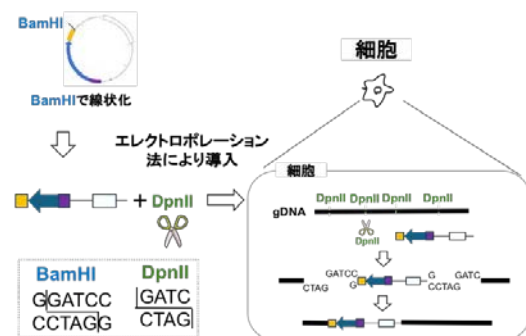 BamHI
BamHIで線状化
エレクトロポレーション
法により導入
+ DpnII
BamHI
GGATCC
CCTAGG
DpnII
GATC
CTAG
細胞
細胞
DpnII DpnII DpnII DpnII
gDNA
DpnII
GATCC
G
G
CCTAG
GATC
CTAG